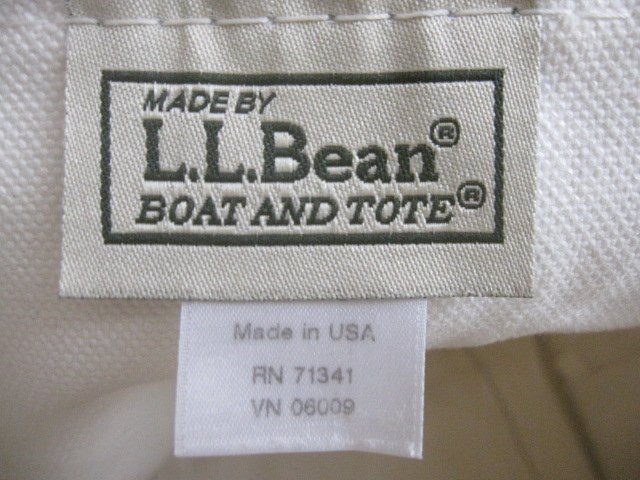 MADE BY
L.L.Bean®
BOAT AND TOTE®
Made in USA
RN 71341
VN 06009